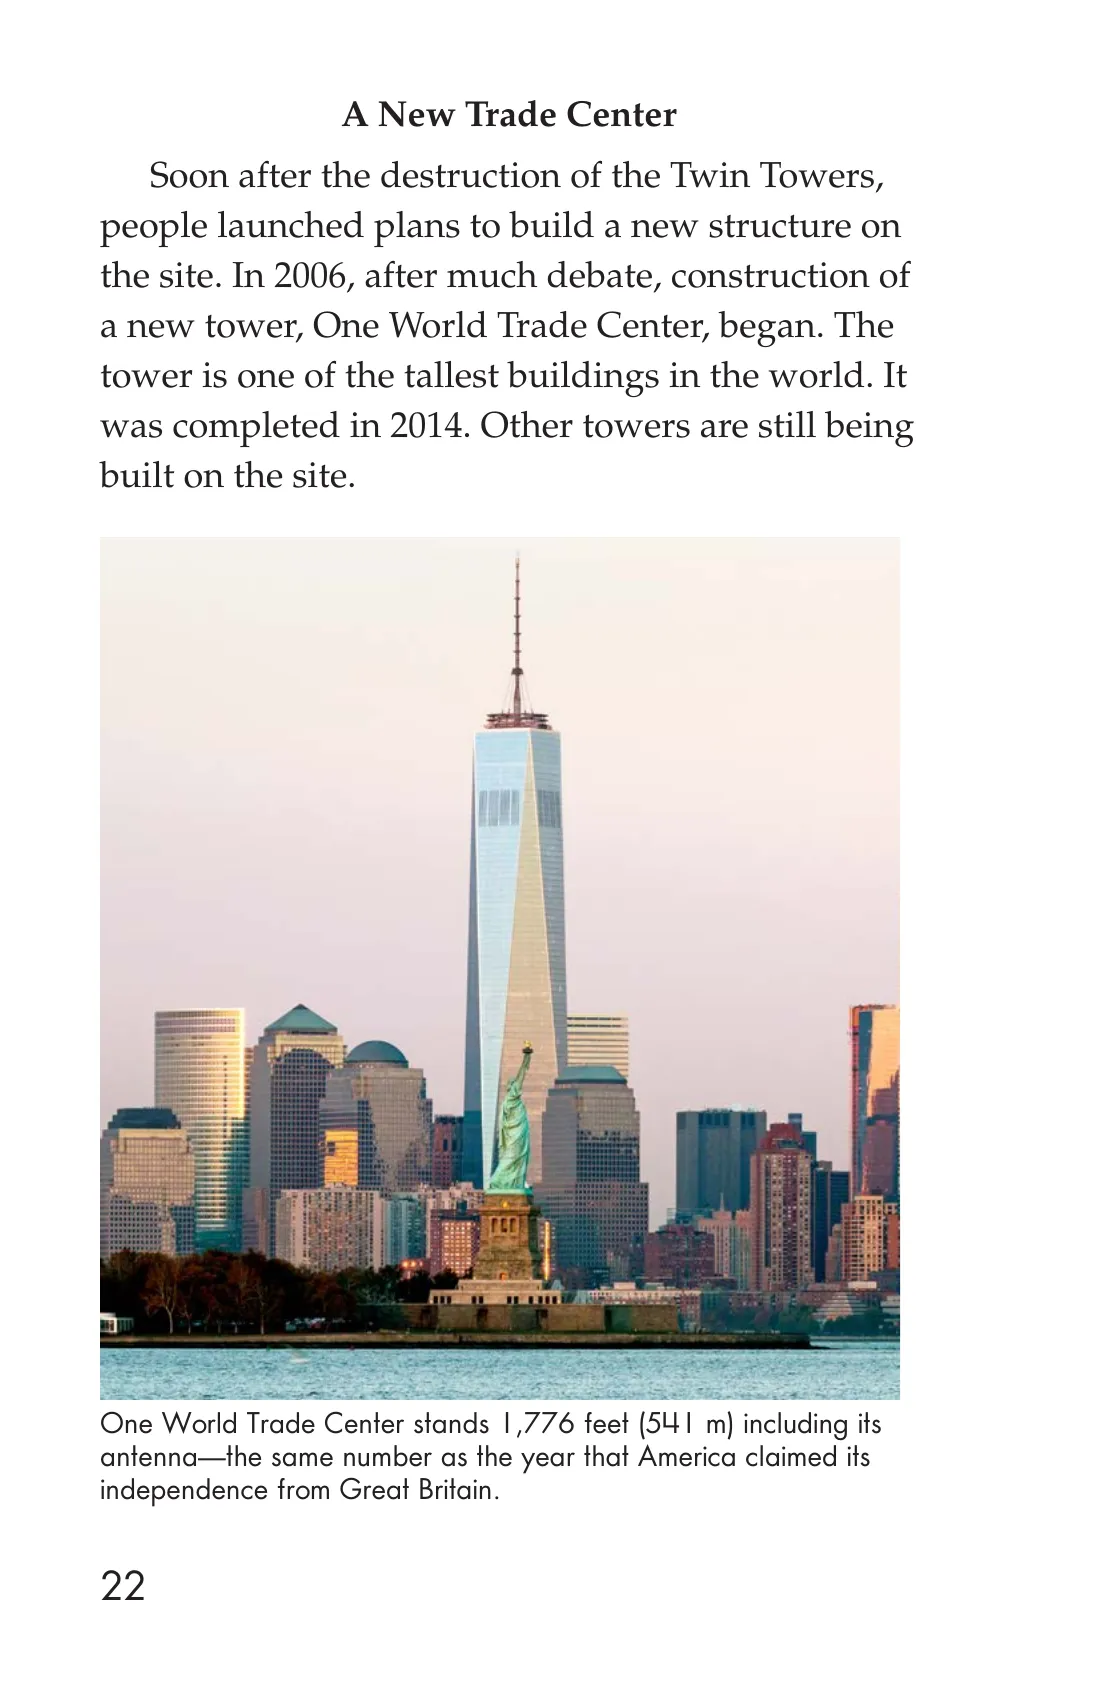 A New Trade Center
Soon after the destruction of the Twin Towers,
people launched plans to build a new structure on
the site. In 2006, after much debate, construction of
a new tower, One World Trade Center, began. The
tower is one of the tallest buildings in the world. It
was completed in 2014. Other towers are still being
built on the site.
One World Trade Center stands 1,776 feet (541 m) including its
antenna—the same number as the year that America claimed its
independence from Great Britain.
22